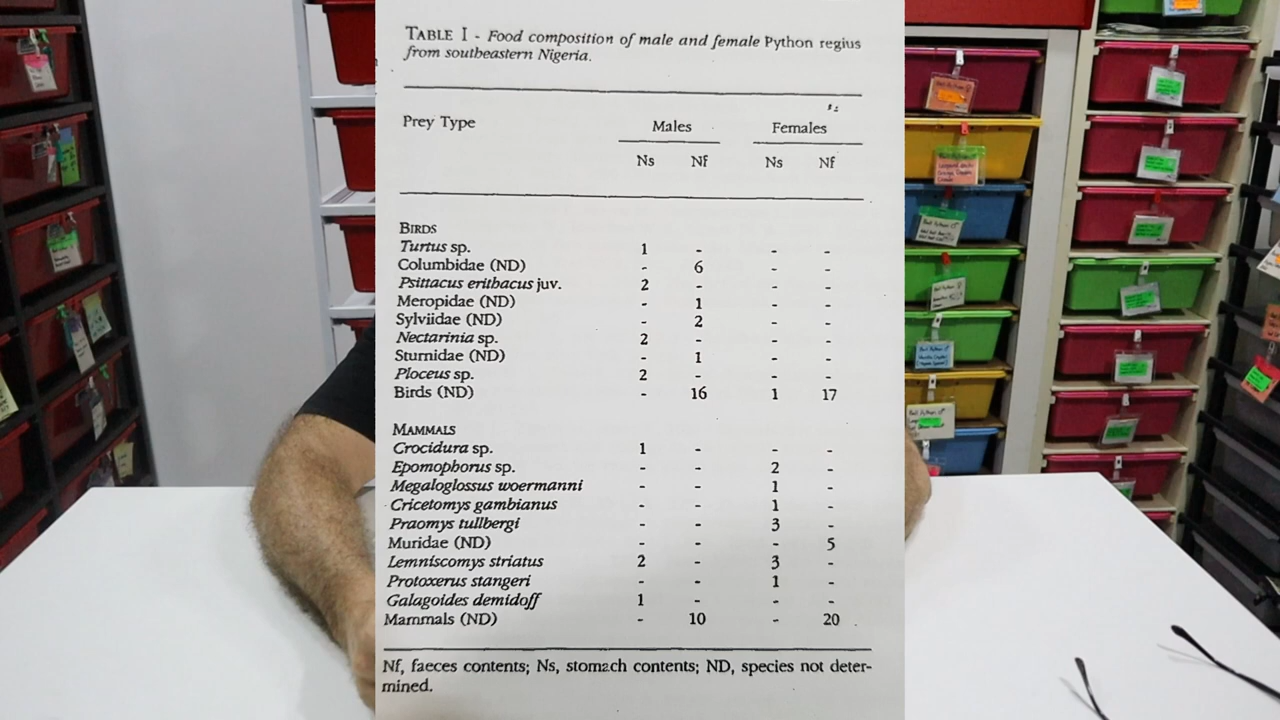 TABLE I - Food composition of male and female Python regius
from southeastern Nigeria.
Prey Type Males Females
Ns Nf Ns Nf
BIRDS
Turtus sp. 1 - - -
Columbidae (ND) - 6 - -
Psittacus eritbacus juv. 2 - - -
Meropidae (ND) - 1 - -
Sylviidae (ND) - 2 - -
Nectarinia sp. 2 - - -
Sturnidae (ND) - 1 - -
Ploceus sp. 2 - - -
Birds (ND) - 16 1 17
MAMMALS
Crocidura sp. 1 - - -
Epomophorus sp. - - 2 -
Megaloglossus woermanni - - 1 -
Cricetomys gambianus - - 1 -
Praomys tullbergi - - 3 -
Muridae (ND) - - - 5
Lemniscomys striatus 2 - 3 -
Protoxerus stangeri - - 1 -
Galagoides demidoff 1 - - -
Mammals (ND) - 10 - 20
Nf, faeces contents; Ns, stomach contents; ND, species not deter-
mined.